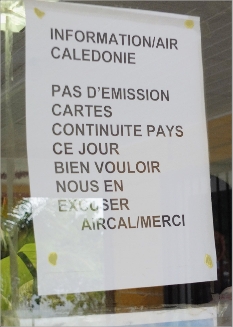 INFORMATION/AIR
CALEDONIE
PAS D'EMISSION
CARTES
CONTINUITE PAYS
CE JOUR
BIEN VOULOIR
NOUS EN
EXCUSER
AIRCAL/MERCI